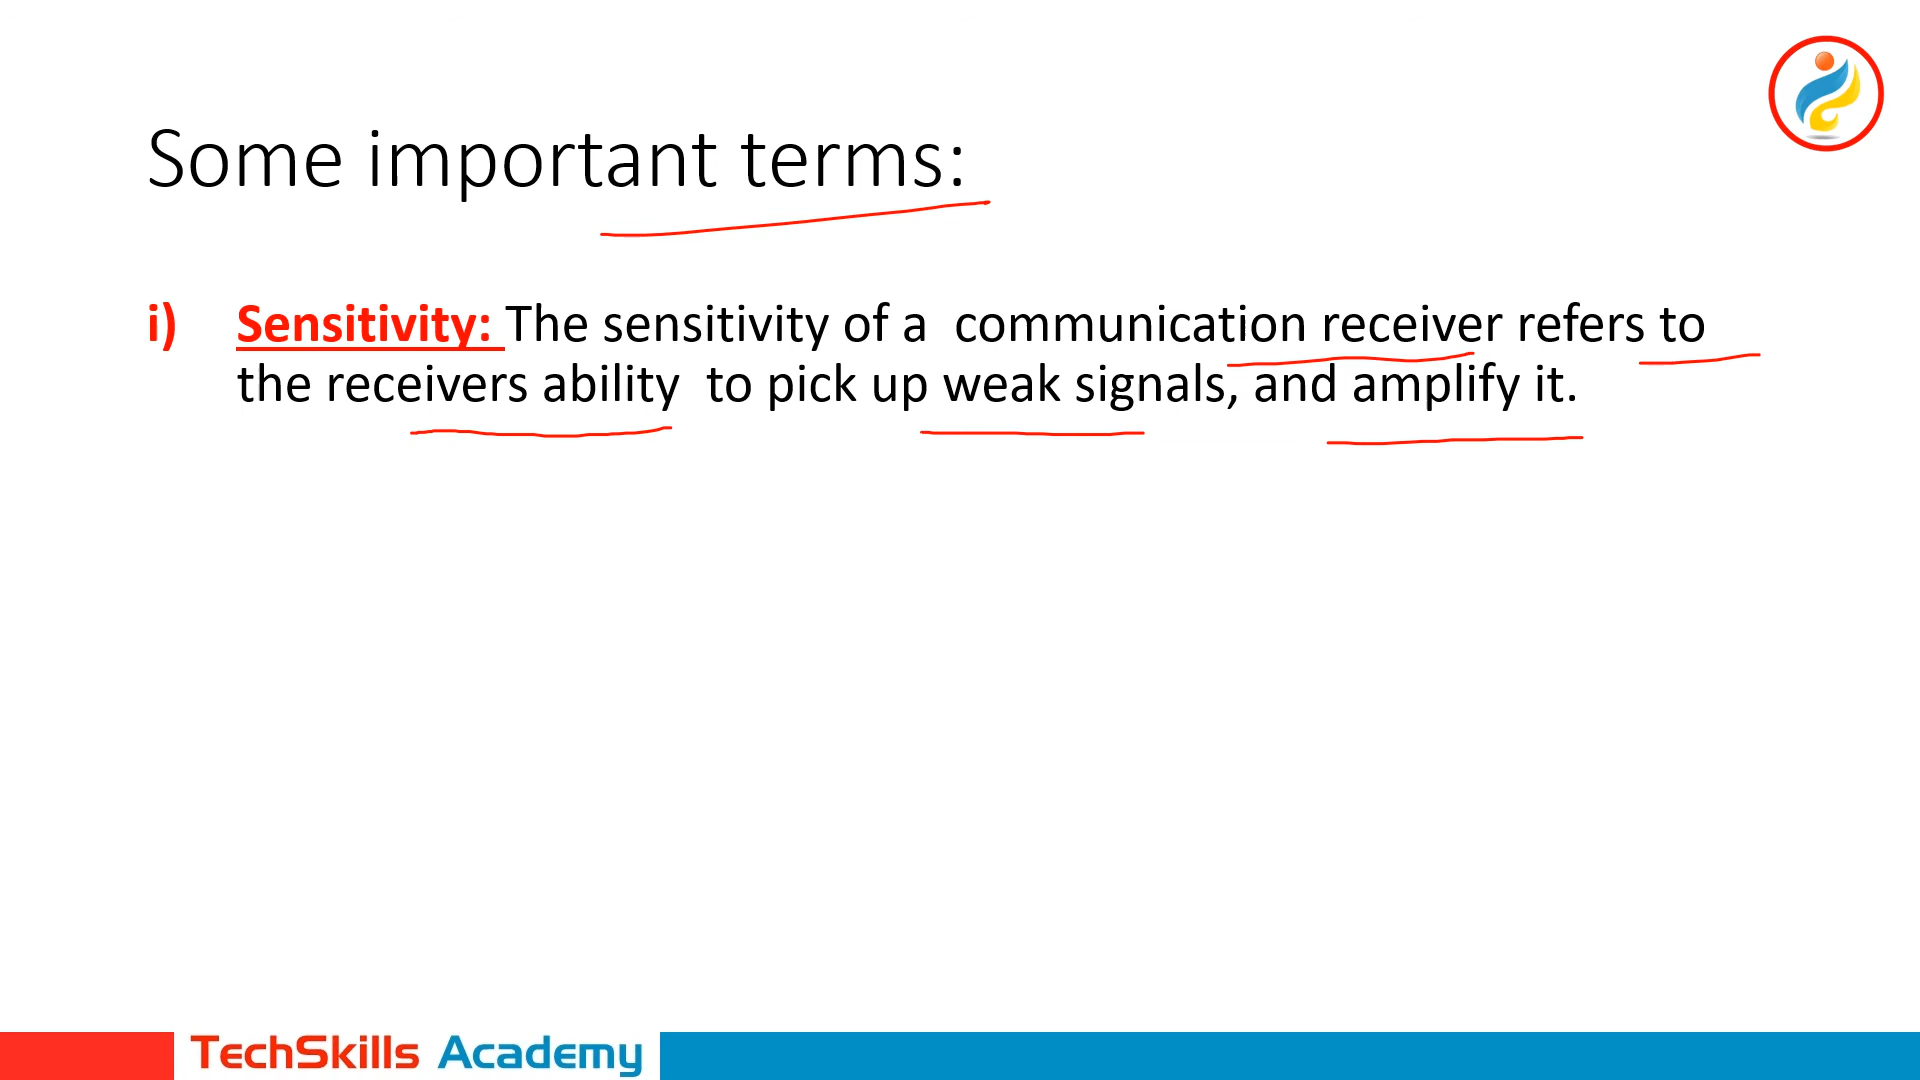 Some important terms:
i) Sensitivity: The sensitivity of a communication receiver refers to
the receivers ability to pick up weak signals, and amplify it.
TechSkills Academy